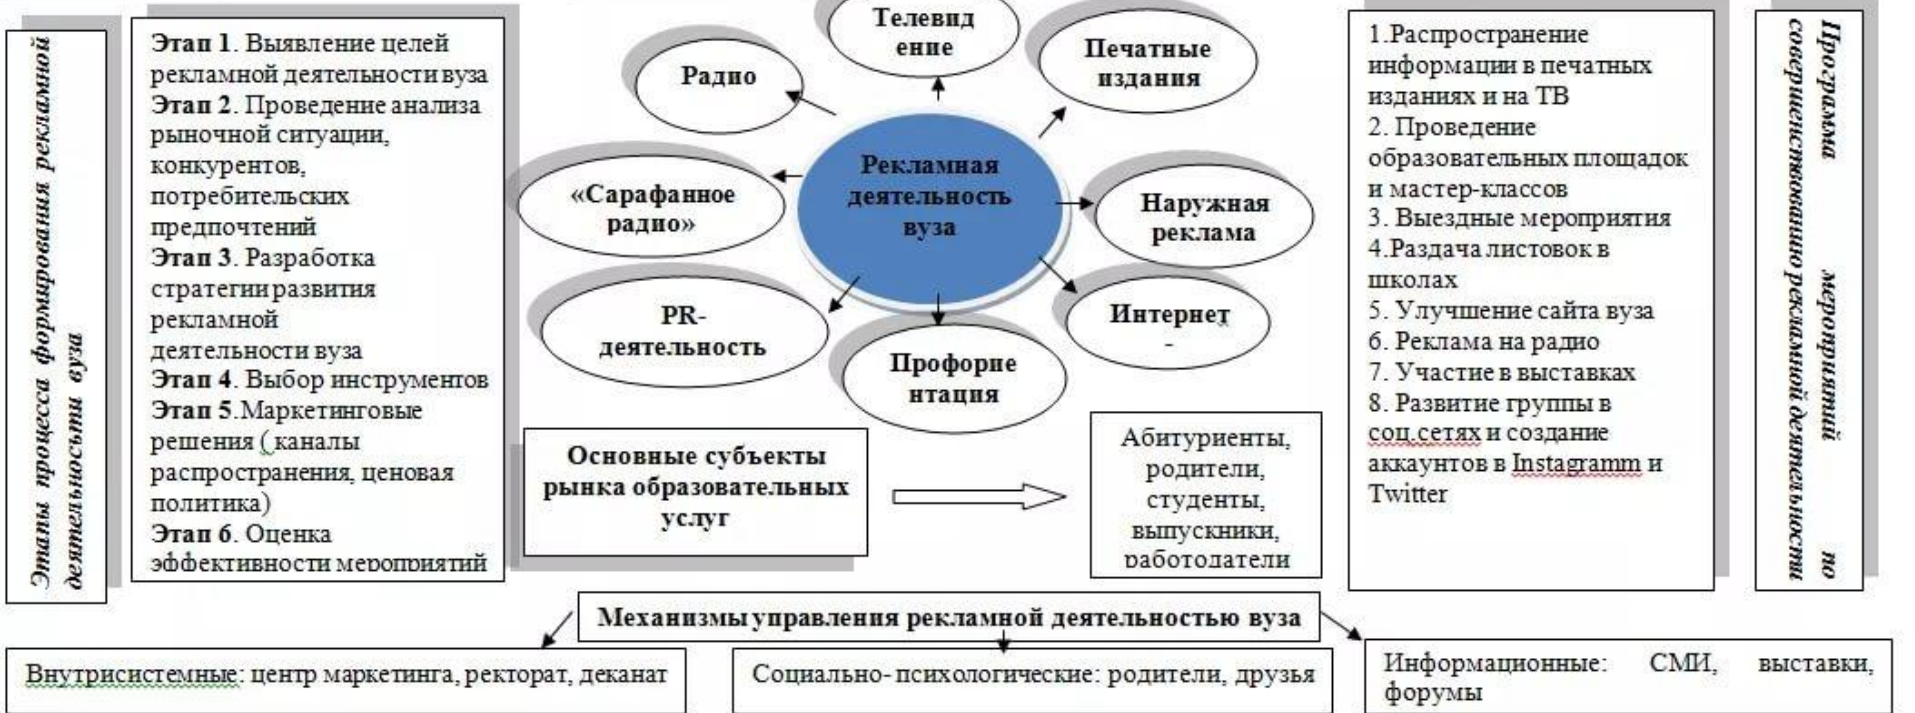 Этапы процесса формирования рекламной
деятельносьти вуза
Этап 1. Выявление целей
рекламной деятельности вуза
Этап 2. Проведение анализа
рыночной ситуации,
конкурентов,
потребительских
предпочтений
Этап 3. Разработка
стратегии развития
рекламной
деятельности вуза
Этап 4. Выбор инструментов
Этап 5.Маркетинговые
решения ( каналы
распространения, ценовая
политика)
Этап 6. Оценка
эффективности мероприятий
Телевид
ение
Радио
Печатные
издания
Рекламная
деятельность
вуза
«Сарафанное
радио»
Наружная
реклама
PR-
деятельность
Интернет
-
Профорие
нтация
Основные субъекты
рынка образовательных
услуг
Абитуриенты,
родители,
студенты,
выпускники,
работодатели
1.Распространение
информации в печатных
изданиях и на ТВ
2. Проведение
образовательных площадок
и мастер-классов
3. Выездные мероприятия
4.Раздача листовок в
школах
5. Улучшение сайта вуза
6. Реклама на радио
7. Участие в выставках
8. Развитие группы в
соц.сетях и создание
аккаунтов в Instagramm и
Twitter
Программа мероприятий по
совершенствованию рекламной деятельности
Механизмы управления рекламной деятельностью вуза
Внутрисистемные: центр маркетинга, ректорат, деканат
Социально- психологические: родители, друзья
Информационные: СМИ, выставки,
форумы